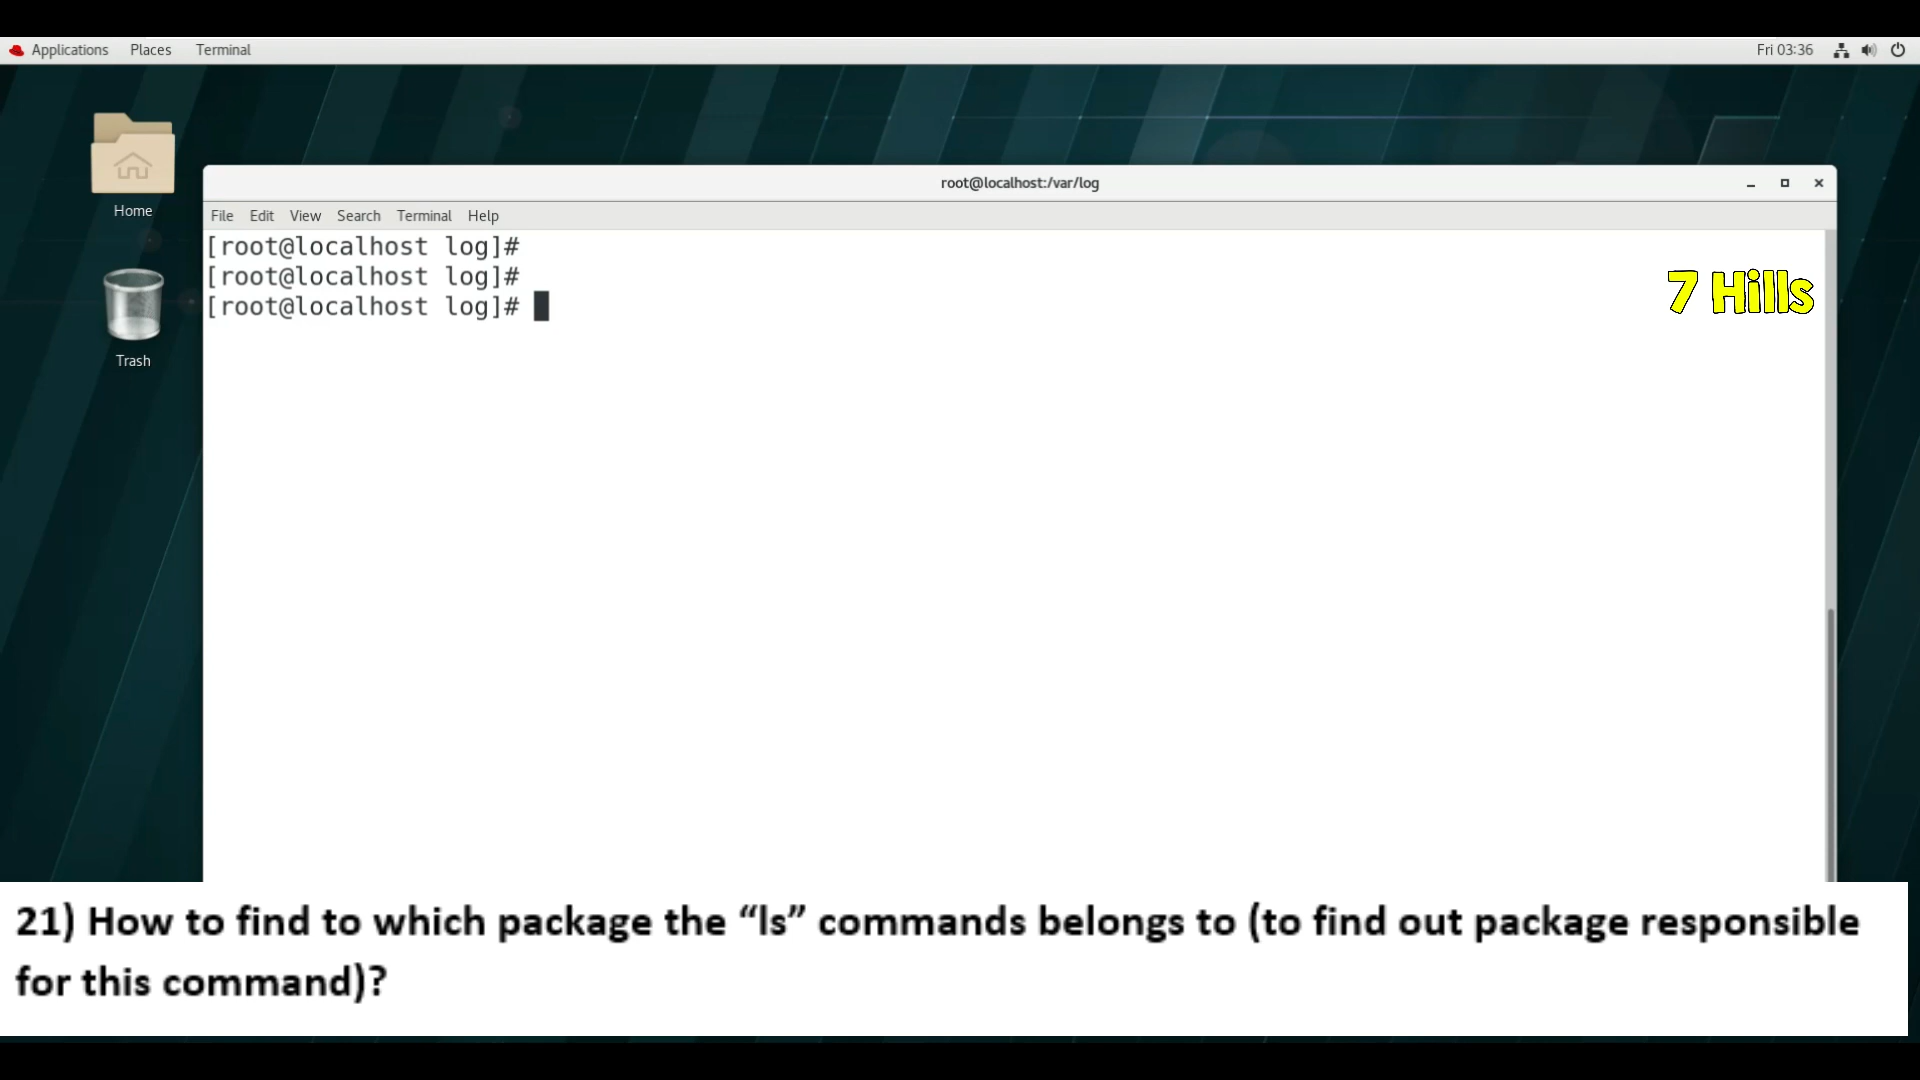 Applications Places Terminal Fri 03:36
Home
Trash
root@localhost:/var/log
File Edit View Search Terminal Help
[root@localhost log]#
[root@localhost log]#
[root@localhost log]#
7 Hills
21) How to find to which package the “ls” commands belongs to (to find out package responsible
for this command)?